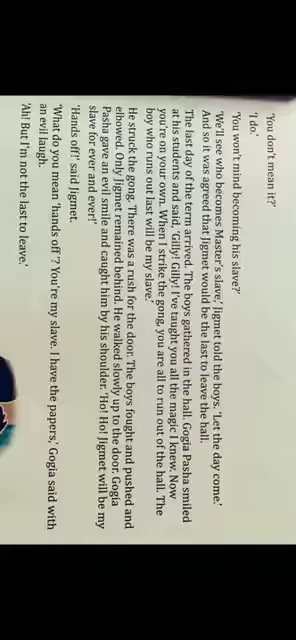 'You don't mean it?'
'I do.'
'You won't mind becoming his slave?'
'We'll see who becomes Master's slave,' Jigmet told the boys. 'Let the day come.'
And so it was agreed that Jigmet would be the last to leave the hall.
The last day of the term arrived. The boys gathered in the hall. Gogia Pasha smiled
at his students and said, 'Gilly! Gilly! I've taught you all the magic I knew. Now
you're on your own. When I strike the gong, you are all to run out of the hall. The
boy who runs out last will be my slave.'
He struck the gong. There was a rush for the door. The boys fought and pushed and
elbowed. Only Jigmet remained behind. He walked slowly up to the door. Gogia
Pasha gave an evil smile and caught him by his shoulder. 'Ho! Ho! Jigmet will be my
slave for ever and ever!'
'Hands off!' said Jigmet.
'What do you mean 'hands off'? You're my slave. I have the papers,' Gogia said with
an evil laugh.
'Ah! But I'm not the last to leave.'